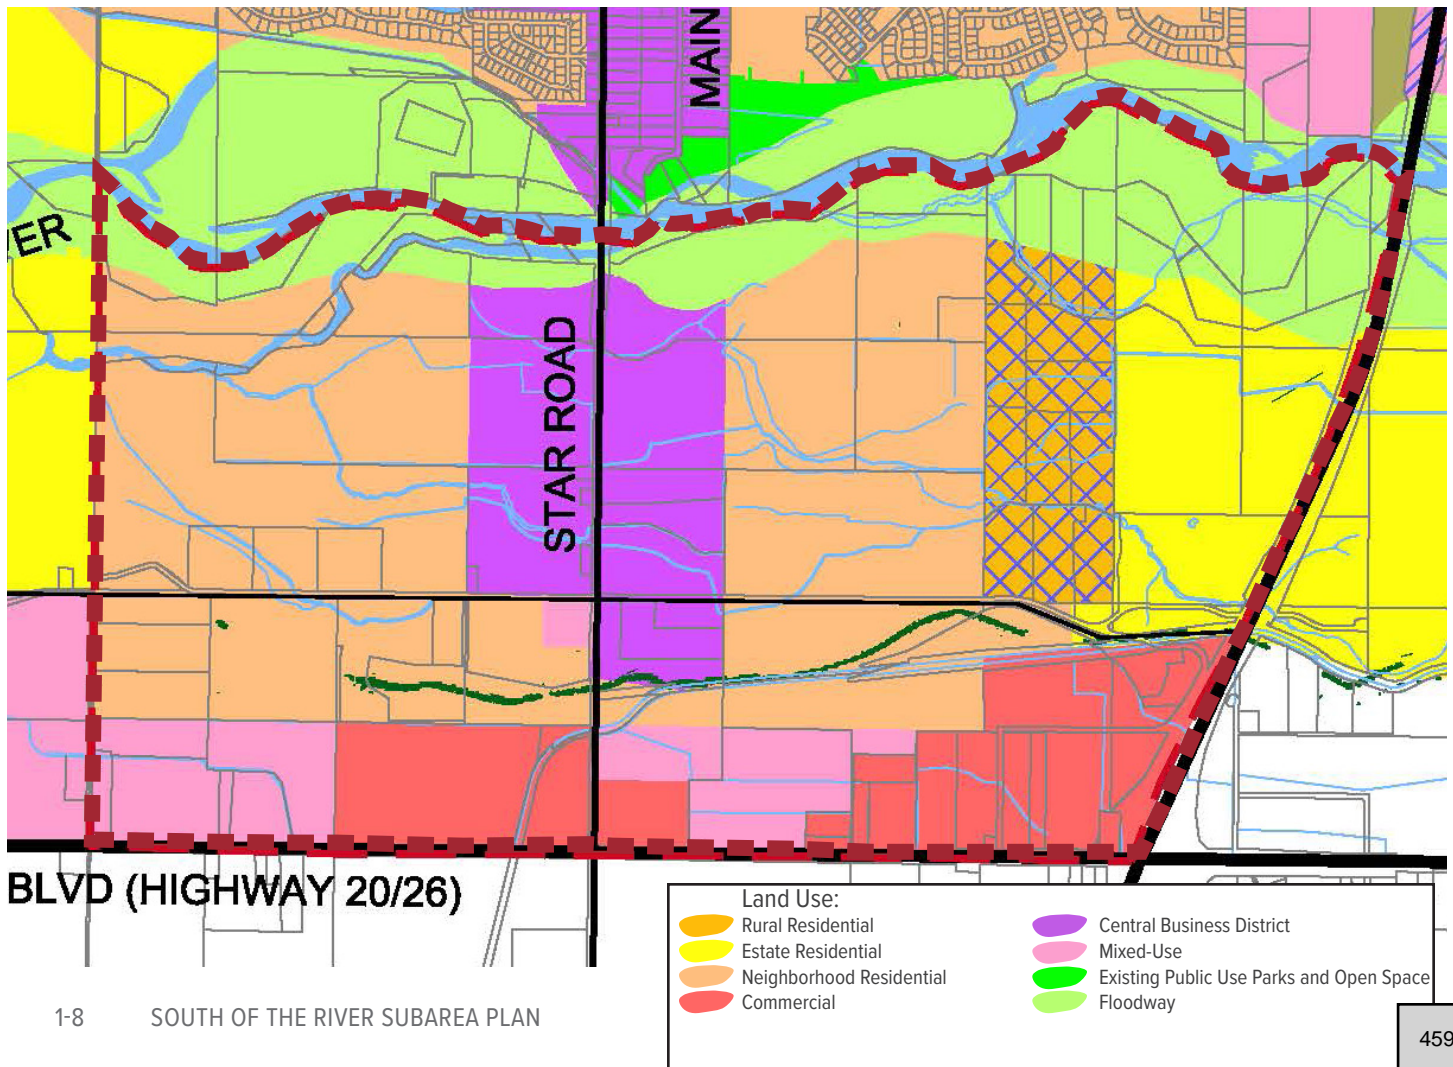 MAIN
VER
STAR ROAD
BLVD (HIGHWAY 20/26)
Land Use:
Rural Residential
Estate Residential
Neighborhood Residential
Commercial
Central Business District
Mixed-Use
Existing Public Use Parks and Open Space
Floodway
1-8 SOUTH OF THE RIVER SUBAREA PLAN
459